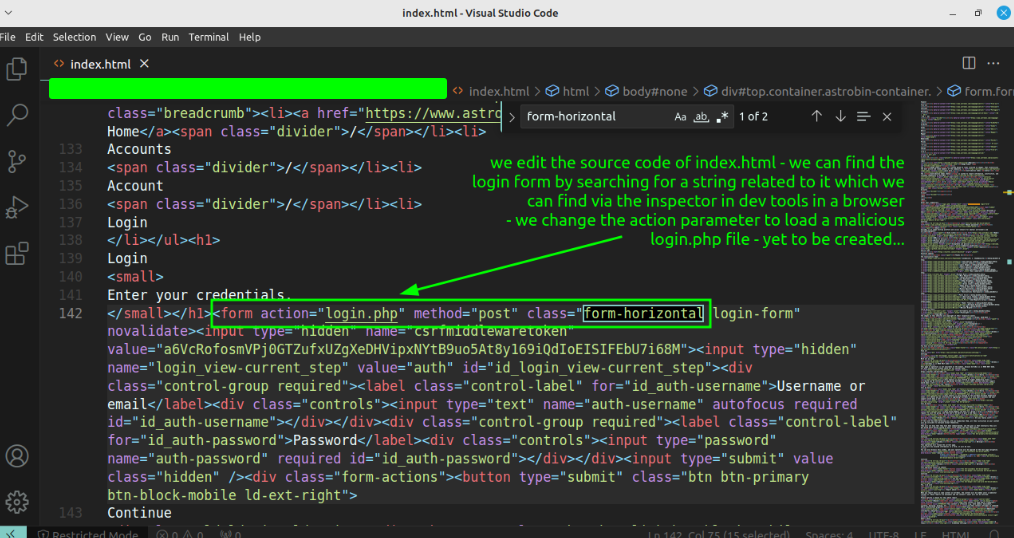 index.html - Visual Studio Code
File Edit Selection View Go Run Terminal Help
index.html
index.html > html > body#none > div#top.container.astrobin-container. > form.for
form-horizontal Aa ab .* 1 of 2
class="breadcrumb"><li><a href="https://www.astro
Home</a><span class="divider">/</span></li><li>
133 Accounts
134 <span class="divider">/</span></li><li>
135 Account
136 <span class="divider">/</span></li><li>
137 Login
138 </li></ul><h1>
139 Login
140 <small>
141 Enter your credentials.
142 </small></h1><form action="login.php" method="post" class="form-horizontal login-form"
novalidate><input type="hidden" name="csrfmiddlewaretoken"
value="a6VcRofosmVPj0CTZufxUZgXeDHVipxNYtB9uo5At8y169iQdIoEISIFEbU7i68M"><input type="hidden"
name="login_view-current_step" value="auth" id="id_login_view-current_step"><div
class="control-group required"><label class="control-label" for="id_auth-username">Username or
email</label><div class="controls"><input type="text" name="auth-username" autofocus required
id="id_auth-username"></div></div><div class="control-group required"><label class="control-label"
for="id_auth-password">Password</label><div class="controls"><input type="password"
name="auth-password" required id="id_auth-password"></div></div><input type="submit" value
class="hidden" /><div class="form-actions"><button type="submit" class="btn btn-primary
btn-block-mobile ld-ext-right">
143 Continue
we edit the source code of index.html - we can find the
login form by searching for a string related to it which we
can find via the inspector in dev tools in a browser
- we change the action parameter to load a malicious
login.php file - yet to be created...
Restricted Mode 0 0 0 Ln 142, Col 75 (15 selected) Spaces: 4 UTF-8 LF HTML